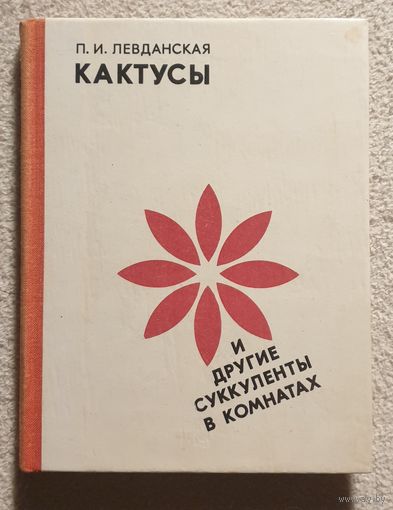 П. И. ЛЕВДАНСКАЯ
КАКТУСЫ
И
ДРУГИЕ
СУККУЛЕНТЫ
В КОМНАТАХ